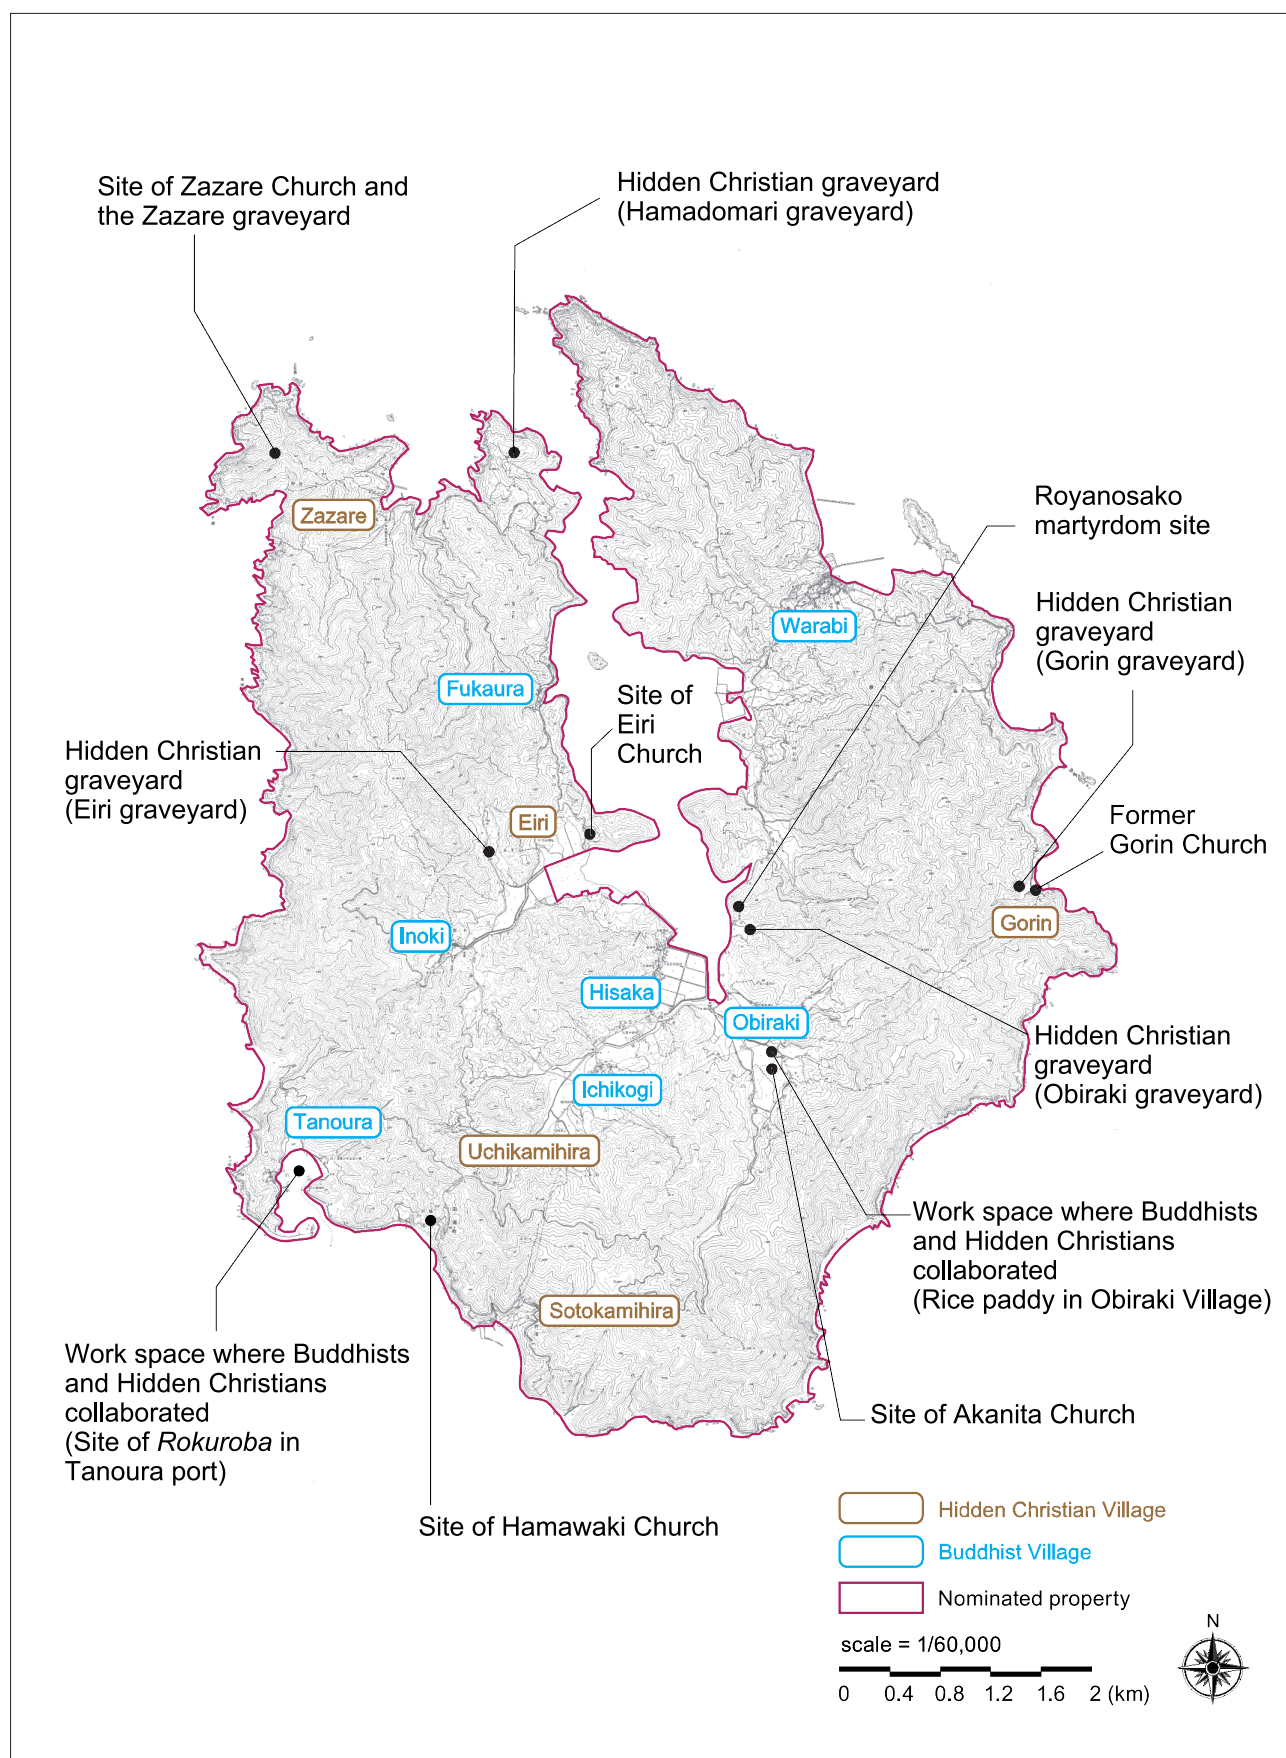 Site of Zazare Church and
the Zazare graveyard
Hidden Christian graveyard
(Hamadomari graveyard)
Royanosako
martyrdom site
Zazare
Hidden Christian
graveyard
(Gorin graveyard)
Warabi
Fukaura
Site of
Eiri
Church
Hidden Christian
graveyard
(Eiri graveyard)
Eiri
Former
Gorin Church
Gorin
Inoki
Hisaka
Obiraki
Hidden Christian
graveyard
(Obiraki graveyard)
Ichikogi
Tanoura
Uchikamihira
Work space where Buddhists
and Hidden Christians
collaborated
(Rice paddy in Obiraki Village)
Sotokamihira
Work space where Buddhists
and Hidden Christians
collaborated
(Site of Rokuroba in
Tanoura port)
Site of Akanita Church
Site of Hamawaki Church
Hidden Christian Village
Buddhist Village
Nominated property
scale = 1/60,000
0 0.4 0.8 1.2 1.6 2 (km)
N